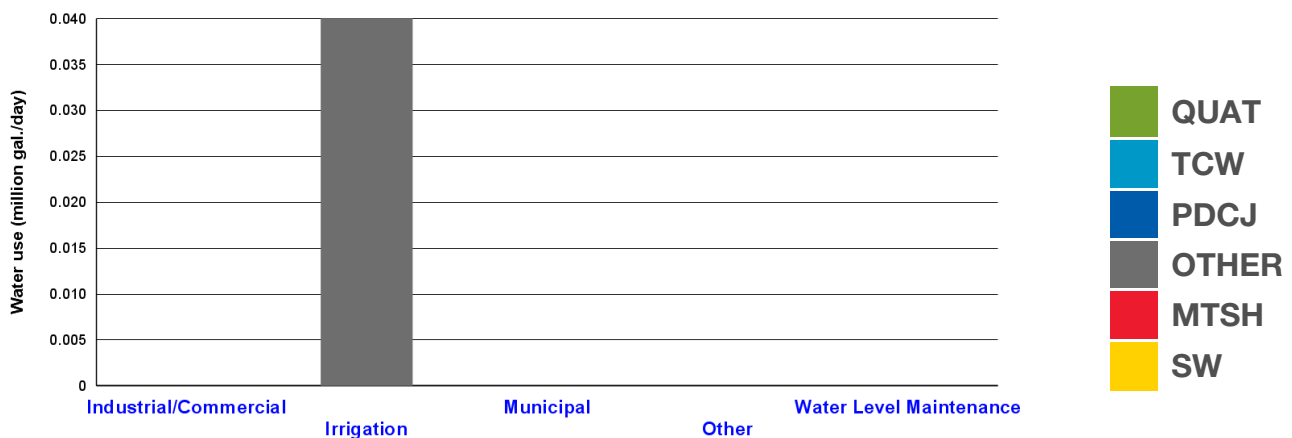 Water use (million gal./day)
0.040
0.035
0.030
0.025
0.020
0.015
0.010
0.005
0
Industrial/Commercial
Irrigation
Municipal
Other
Water Level Maintenance
QUAT
TCW
PDCJ
OTHER
MTSH
SW